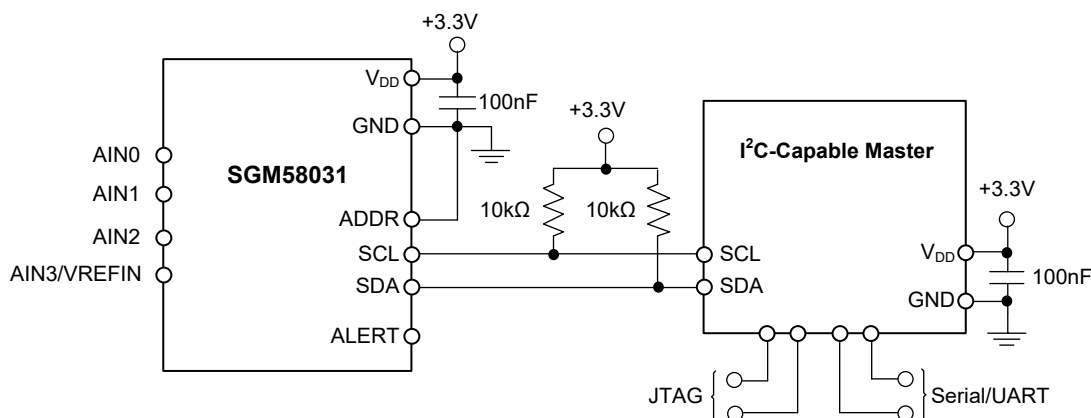 +3.3V
VDD
100nF
GND
AIN0
AIN1
AIN2
AIN3/VREFIN
SGM58031
ADDR
SCL
SDA
ALERT
+3.3V
10kΩ
10kΩ
I²C-Capable Master
SCL
SDA
+3.3V
VDD
100nF
GND
JTAG
Serial/UART